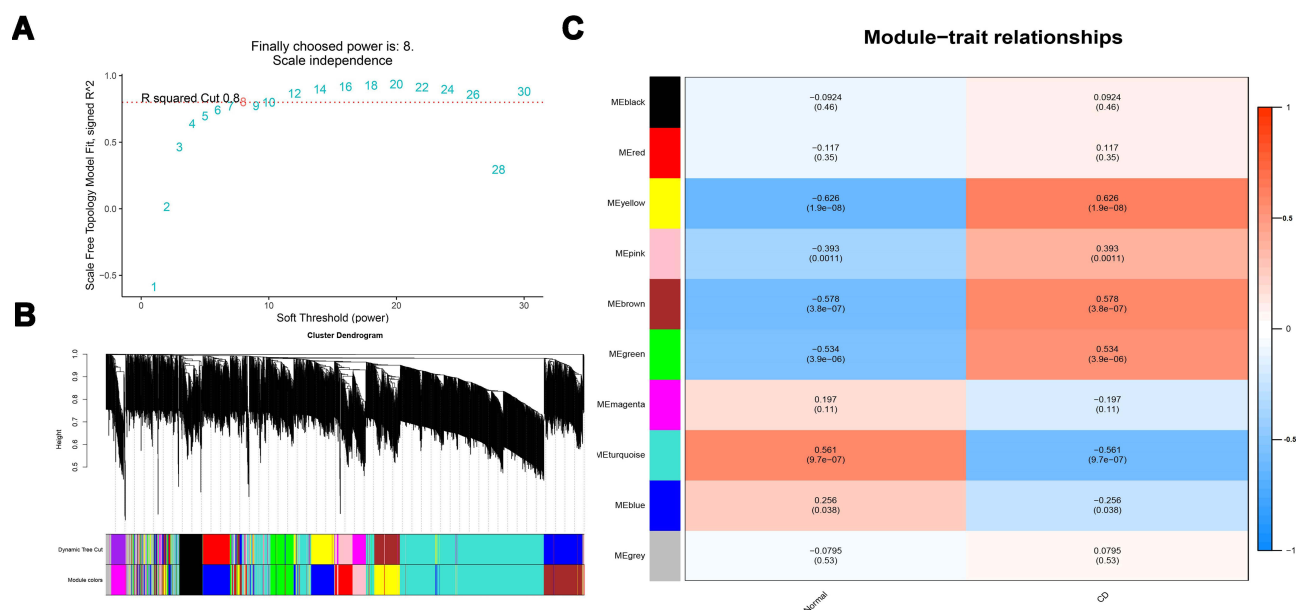 A
Finally choosed power is: 8.
Scale independence
Scale Free Topology Model Fit, signed R^2
1.0
0.5
0.0
−0.5
R squared Cut 0.8
1
2
3
4
5
6
7
8
9
10
12
14
16
18
20
22
24
26
28
30
0
10
20
30
Soft Threshold (power)
B
Cluster Dendrogram
Height
1.0
0.9
0.8
0.7
0.6
0.5
Dynamic Tree Cut
Module colors
C
Module−trait relationships
MEblack
−0.0924
(0.46)
0.0924
(0.46)
MEred
−0.117
(0.35)
0.117
(0.35)
MEyellow
−0.626
(1.9e−08)
0.626
(1.9e−08)
MEpink
−0.393
(0.0011)
0.393
(0.0011)
MEbrown
−0.578
(3.8e−07)
0.578
(3.8e−07)
MEgreen
−0.534
(3.9e−06)
0.534
(3.9e−06)
MEmagenta
0.197
(0.11)
−0.197
(0.11)
MEturquoise
0.561
(9.7e−07)
−0.561
(9.7e−07)
MEblue
0.256
(0.038)
−0.256
(0.038)
MEgrey
−0.0795
(0.53)
0.0795
(0.53)
Normal
CD
1
0.5
0
−0.5
−1